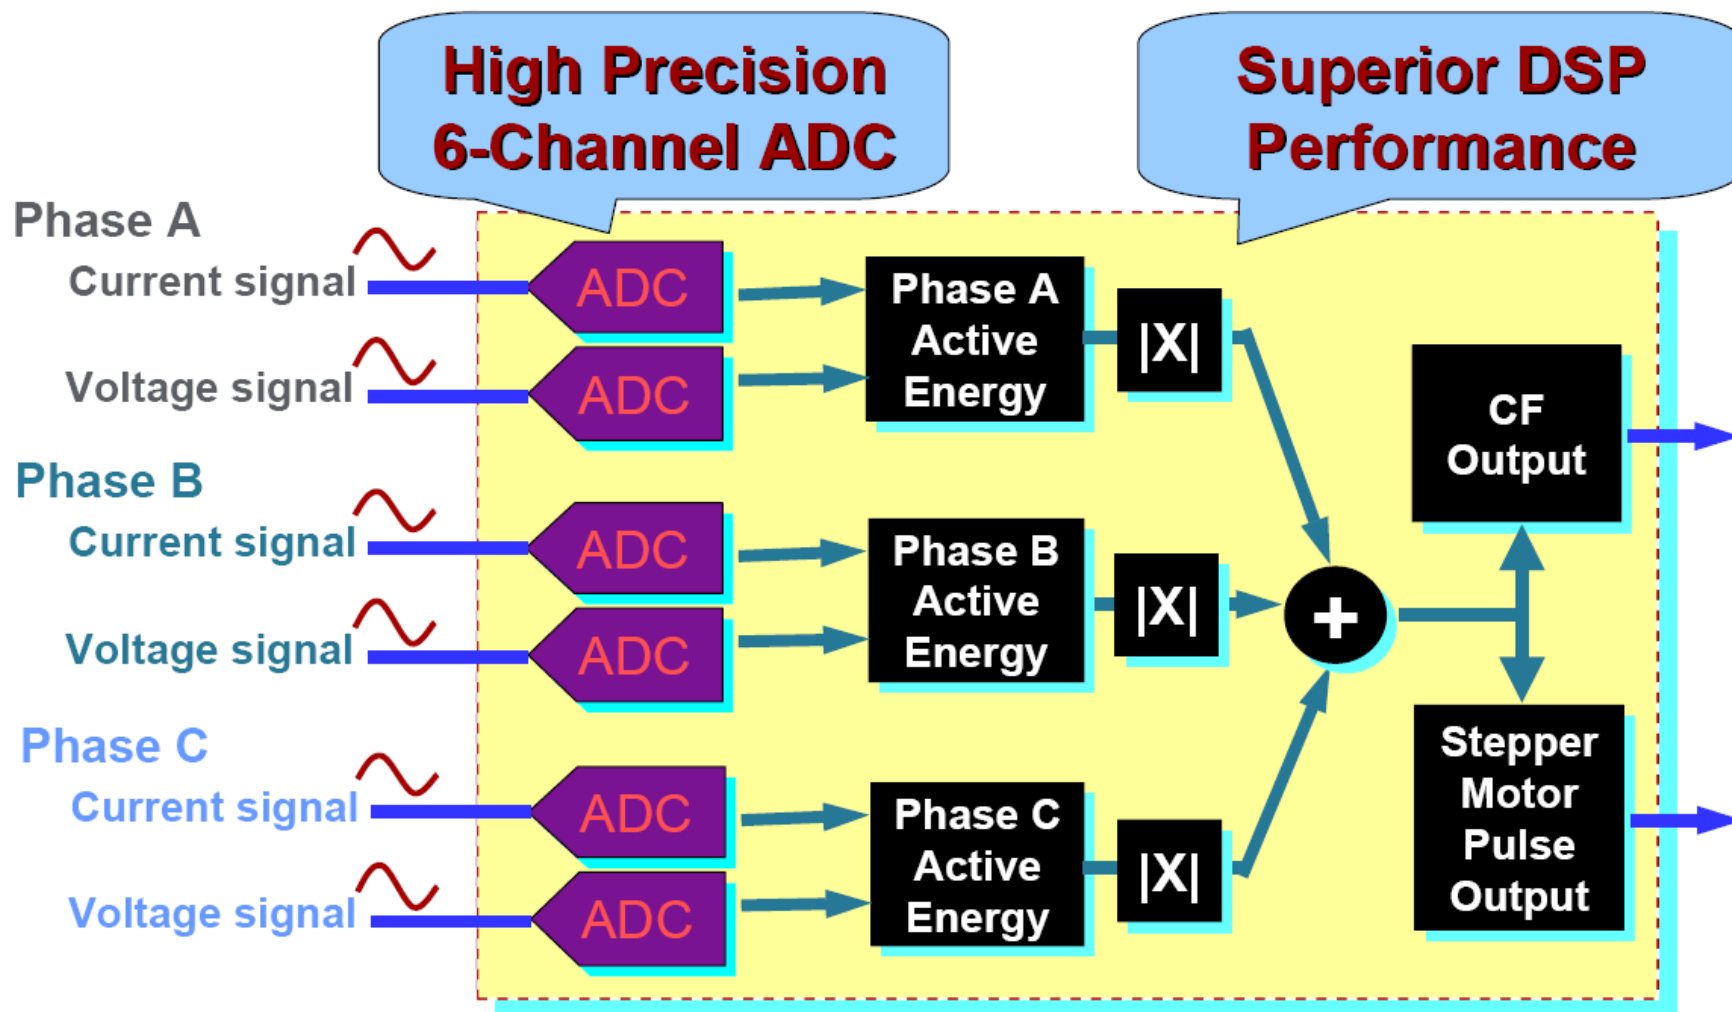 High Precision
6-Channel ADC
Superior DSP
Performance
Phase A
Current signal
ADC
Voltage signal
ADC
Phase A
Active
Energy
|X|
Phase B
Current signal
ADC
Voltage signal
ADC
Phase B
Active
Energy
|X|
Phase C
Current signal
ADC
Voltage signal
ADC
Phase C
Active
Energy
|X|
+
CF
Output
Stepper
Motor
Pulse
Output